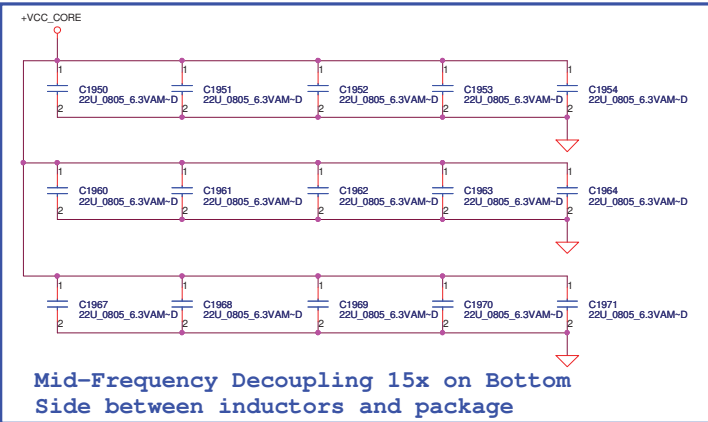 +VCC_CORE
1 1 1 1 1
C1950 C1951 C1952 C1953 C1954
22U_0805_6.3VAM~D 22U_0805_6.3VAM~D 22U_0805_6.3VAM~D 22U_0805_6.3VAM~D 22U_0805_6.3VAM~D
2 2 2 2 2
1 1 1 1 1
C1960 C1961 C1962 C1963 C1964
22U_0805_6.3VAM~D 22U_0805_6.3VAM~D 22U_0805_6.3VAM~D 22U_0805_6.3VAM~D 22U_0805_6.3VAM~D
2 2 2 2 2
1 1 1 1 1
C1967 C1968 C1969 C1970 C1971
22U_0805_6.3VAM~D 22U_0805_6.3VAM~D 22U_0805_6.3VAM~D 22U_0805_6.3VAM~D 22U_0805_6.3VAM~D
2 2 2 2 2
Mid-Frequency Decoupling 15x on Bottom
Side between inductors and package